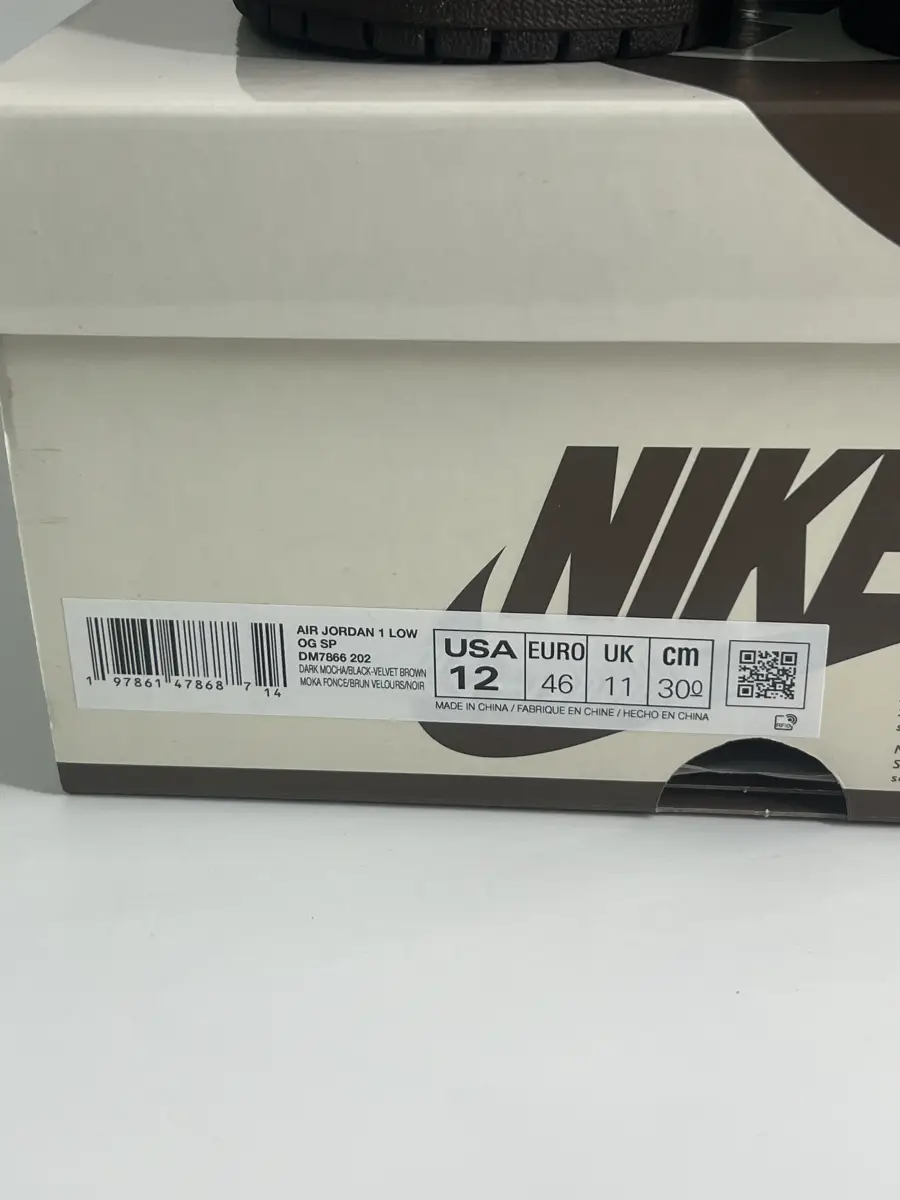 NIKE
AIR JORDAN 1 LOW
OG SP
DM7866 202
DARK MOCHA/BLACK-VELVET BROWN
MOKA FONCE/BRUN VELOURS/NOIR
1 97861 47868 7 14
USA EURO UK cm
12 46 11 300
MADE IN CHINA / FABRIQUE EN CHINE / HECHO EN CHINA
RFID